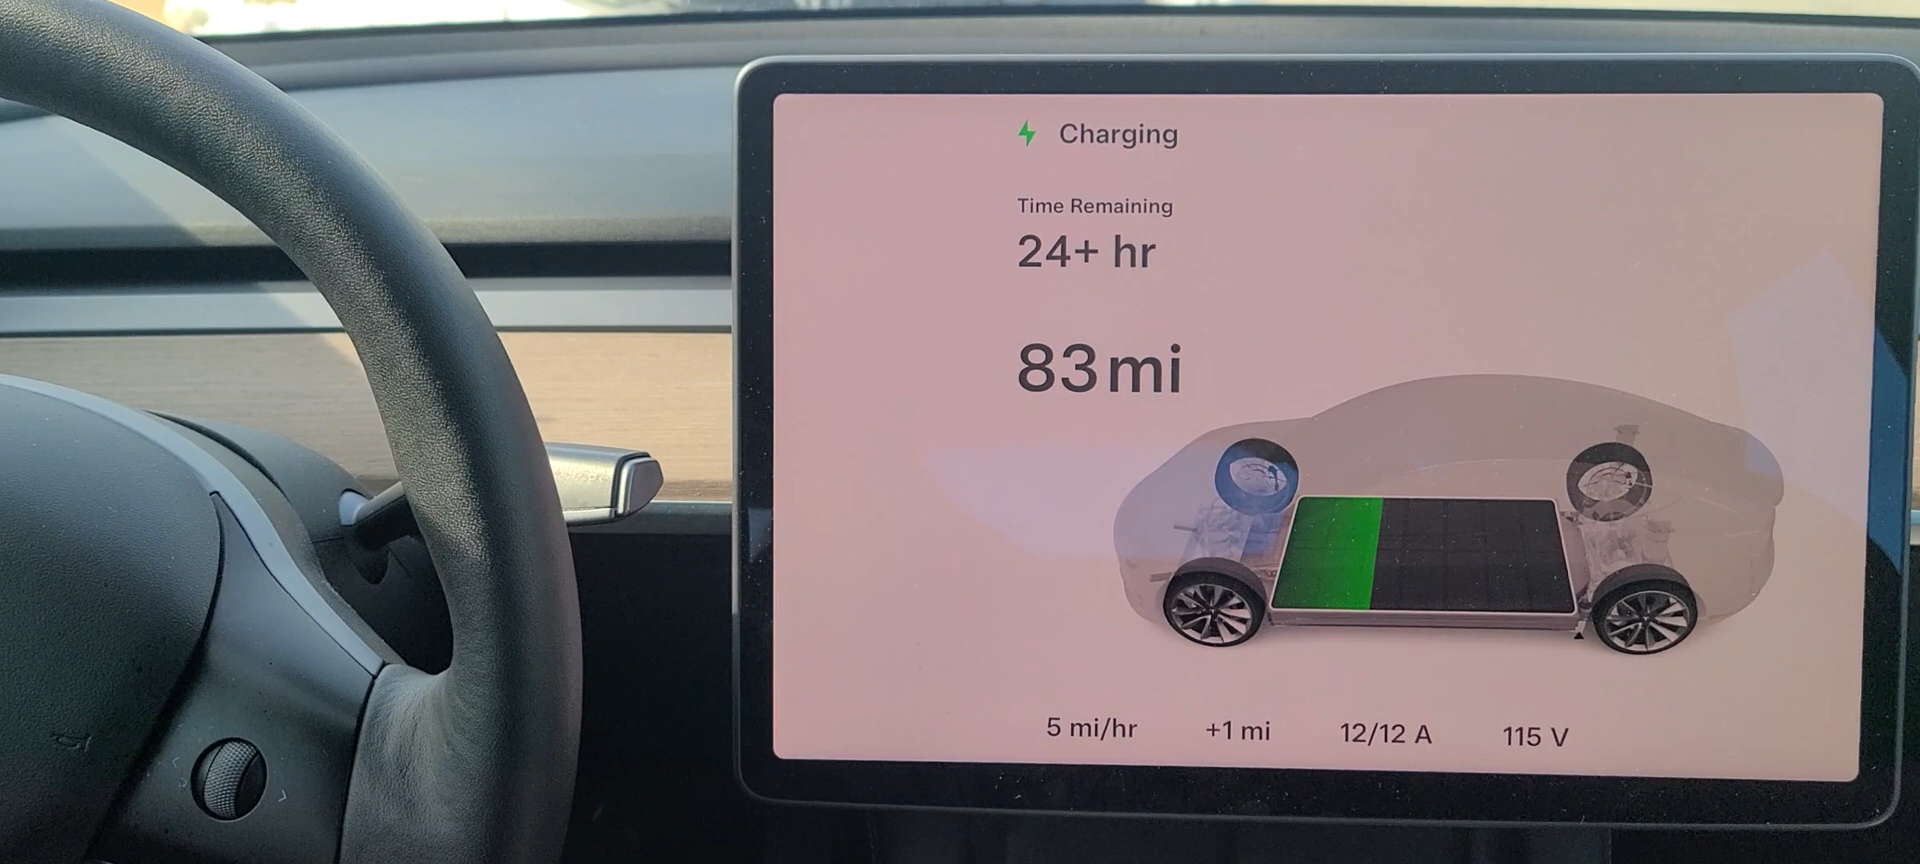 Charging
Time Remaining
24+ hr
83 mi
5 mi/hr
+1 mi
12/12 A
115 V